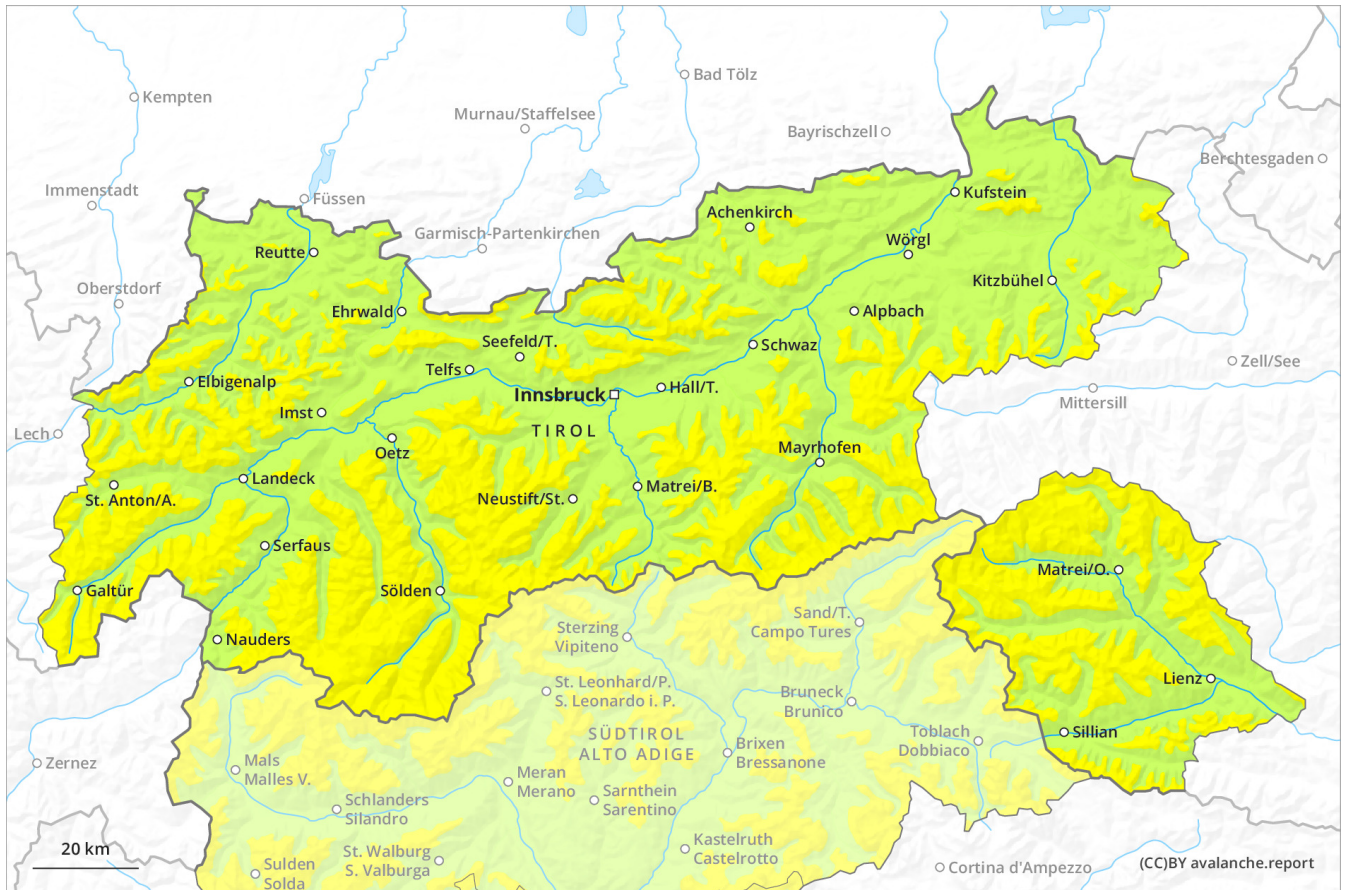 Kempten
Bad Tölz
Murnau/Staffelsee
Bayrischzell
Berchtesgaden
Immenstadt
Füssen
Kufstein
Achenkirch
Garmisch-Partenkirchen
Wörgl
Reutte
Oberstdorf
Kitzbühel
Ehrwald
Alpbach
Seefeld/T.
Schwaz
Zell/See
Telfs
Elbigenalp
Hall/T.
Innsbruck
Mittersill
Imst
Lech
TIROL
Oetz
Mayrhofen
Landeck
St. Anton/A.
Neustift/St.
Matrei/B.
Serfaus
Matrei/O.
Galtür
Sölden
Sand/T.
Campo Tures
Sterzing
Vipiteno
Nauders
Lienz
St. Leonhard/P.
S. Leonardo i. P.
Bruneck
Brunico
SÜDTIROL
ALTO ADIGE
Toblach
Dobbiaco
Sillian
Brixen
Bressanone
Zernez
Mals
Malles V.
Meran
Merano
Sarnthein
Sarentino
Schlanders
Silandro
20 km
St. Walburg
S. Valburga
Kastelruth
Castelrotto
Sulden
Solda
Cortina d'Ampezzo
(CC)BY avalanche.report